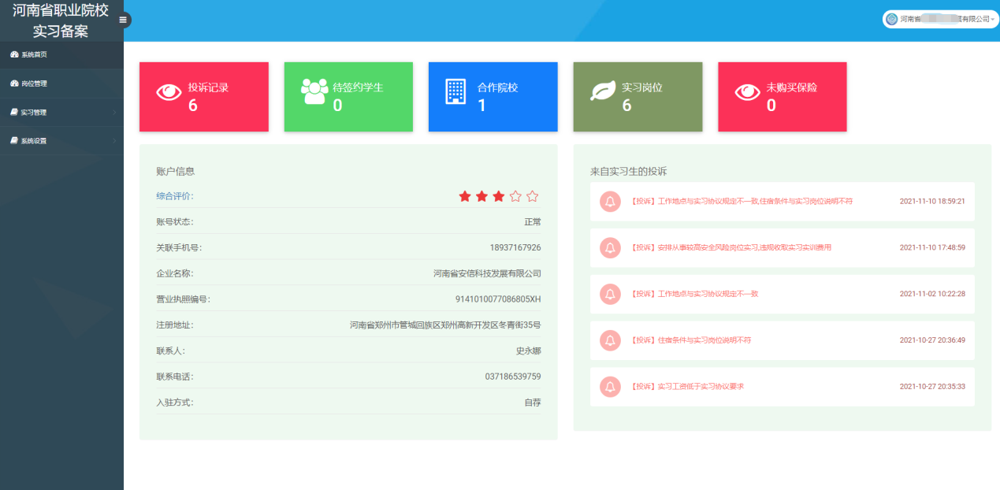 河南省职业院校
实习备案
河南省 有限公司
系统首页
岗位管理
实习管理
系统设置
投诉记录
6
待签约学生
0
合作院校
1
实习岗位
6
未购买保险
0
账户信息
综合评价:
账号状态: 正常
关联手机号: 18937167926
企业名称: 河南省安信科技发展有限公司
营业执照编号: 9141010077086805XH
注册地址: 河南省郑州市管城回族区郑州高新开发区冬青街35号
联系人: 史永娜
联系电话: 037186539759
入驻方式: 自荐
来自实习生的投诉
【投诉】工作地点与实习协议规定不一致,住宿条件与实习岗位说明不符 2021-11-10 18:59:21
【投诉】安排从事较高安全风险岗位实习,违规收取实习实训费用 2021-11-10 17:48:59
【投诉】工作地点与实习协议规定不一致 2021-11-02 10:22:28
【投诉】住宿条件与实习岗位说明不符 2021-10-27 20:36:49
【投诉】实习工资低于实习协议要求 2021-10-27 20:35:33